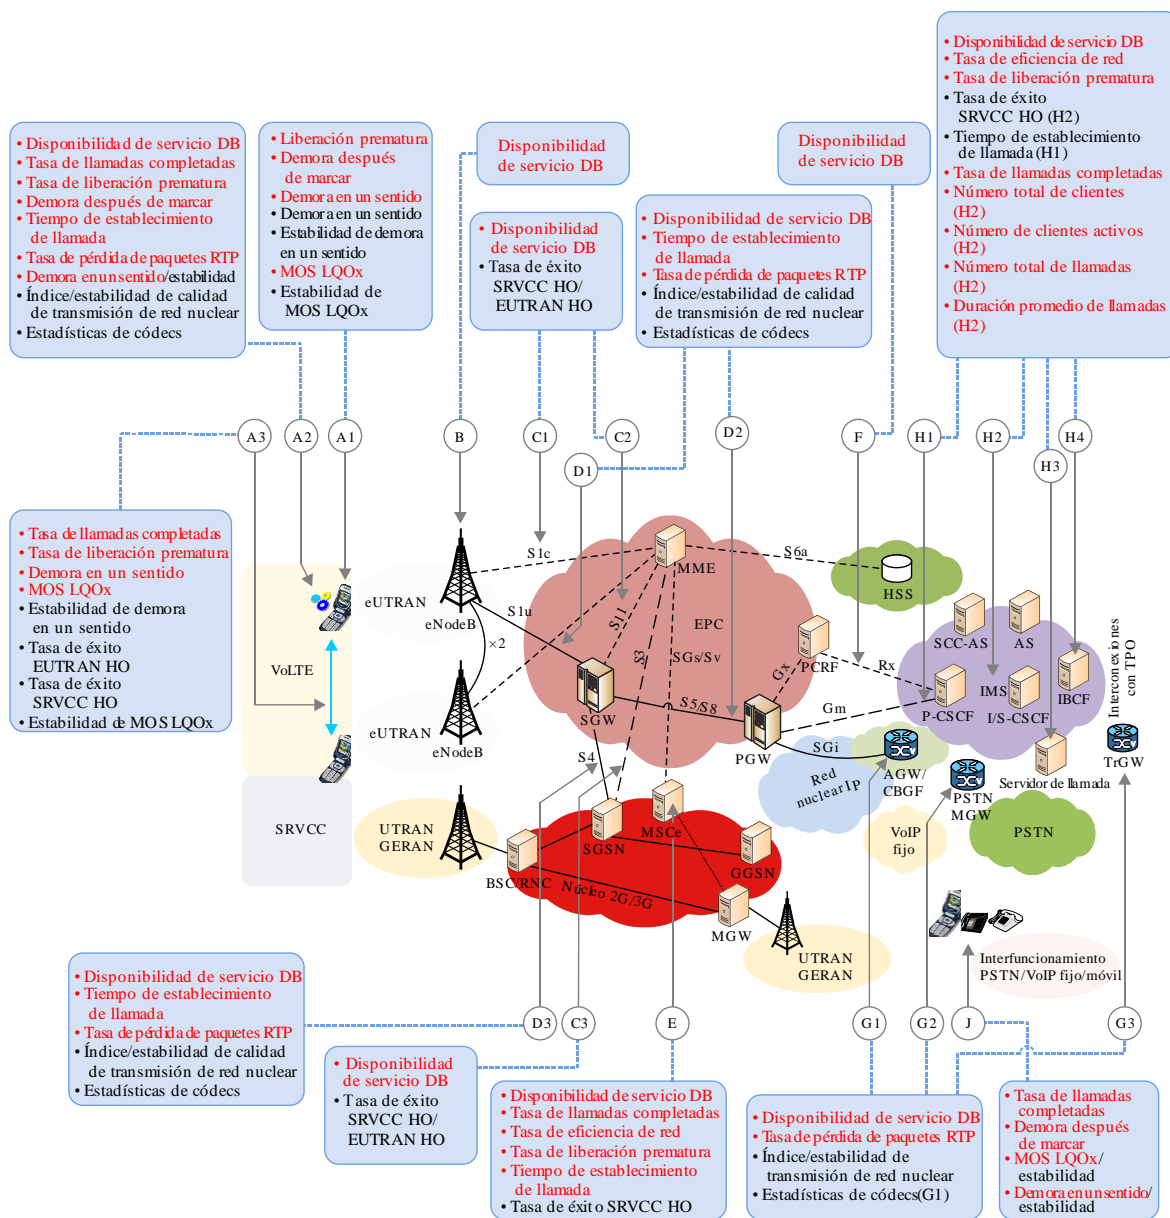 • Disponibilidad de servicio DB
• Tasa de eficiencia de red
• Tasa de liberación prematura
• Tasa de éxito
SRVCC HO (H2)
• Tiempo de establecimiento
de llamada (H1)
• Tasa de llamadas completadas
• Número total de clientes
(H2)
• Número de clientes activos
(H2)
• Número total de llamadas
(H2)
• Duración promedio de llamadas
(H2)
• Disponibilidad de servicio DB
• Tasa de llamadas completadas
• Tasa de liberación prematura
• Demora después de marcar
• Tiempo de establecimiento
de llamada
• Tasa de pérdida de paquetes RTP
• Demora en un sentido/estabilidad
• Índice/estabilidad de calidad
de transmisión de red nuclear
• Estadísticas de códecs
• Liberación prematura
• Demora después
de marcar
• Demora en un sentido
• Demora en un sentido
• Estabilidad de demora
en un sentido
• MOS LQOx
• Estabilidad de
MOS LQOx
Disponibilidad
de servicio DB
• Disponibilidad
de servicio DB
• Tasa de éxito
SRVCC HO/
EUTRAN HO
Disponibilidad
de servicio DB
• Disponibilidad de servicio DB
• Tiempo de establecimiento
de llamada
• Tasa de pérdida de paquetes RTP
• Índice/estabilidad de calidad
de transmisión de red nuclear
• Estadísticas de códecs
A3
A2
A1
B
C1
C2
D1
D2
F
H1
H2
H3
H4
• Tasa de llamadas completadas
• Tasa de liberación prematura
• Demora en un sentido
• MOS LQOx
• Estabilidad de demora
en un sentido
• Tasa de éxito
EUTRAN HO
• Tasa de éxito
SRVCC HO
• Estabilidad de MOS LQOx
VoLTE
SRVCC
eUTRAN
eNodeB
×2
eUTRAN
eNodeB
UTRAN
GERAN
S1c
S1u
S11
S3
SGs/Sv
S6a
MME
EPC
SGW
S5/S8
S4
PGW
Gx
PCRF
Rx
Gm
SGi
HSS
SCC-AS
AS
IMS
P-CSCF
I/S-CSCF
IBCF
Interconexiones
con TPO
TrGW
Red
nuclear IP
AGW/
CBGF
PSTN
MGW
Servidor de llamada
PSTN
VoIP
fijo
SGSN
MSCe
GGSN
BSC/RNC
Núcleo 2G/3G
MGW
UTRAN
GERAN
Interfuncionamiento
PSTN/VoIP fijo/móvil
D3
C3
E
G1
G2
J
G3
• Disponibilidad de servicio DB
• Tiempo de establecimiento
de llamada
• Tasa de pérdida de paquetes RTP
• Índice/estabilidad de calidad
de transmisión de red nuclear
• Estadísticas de códecs
• Disponibilidad
de servicio DB
• Tasa de éxito
SRVCC HO/
EUTRAN HO
• Disponibilidad de servicio DB
• Tasa de llamadas completadas
• Tasa de eficiencia de red
• Tasa de liberación prematura
• Tiempo de establecimiento
de llamada
• Tasa de éxito SRVCC HO
• Disponibilidad de servicio DB
• Tasa de pérdida de paquetes RTP
• Índice/estabilidad de
transmisión de red nuclear
• Estadísticas de códecs(G1)
• Tasa de llamadas
completadas
• Demora después
de marcar
• MOS LQOx/
estabilidad
• Demora en un sentido/
estabilidad